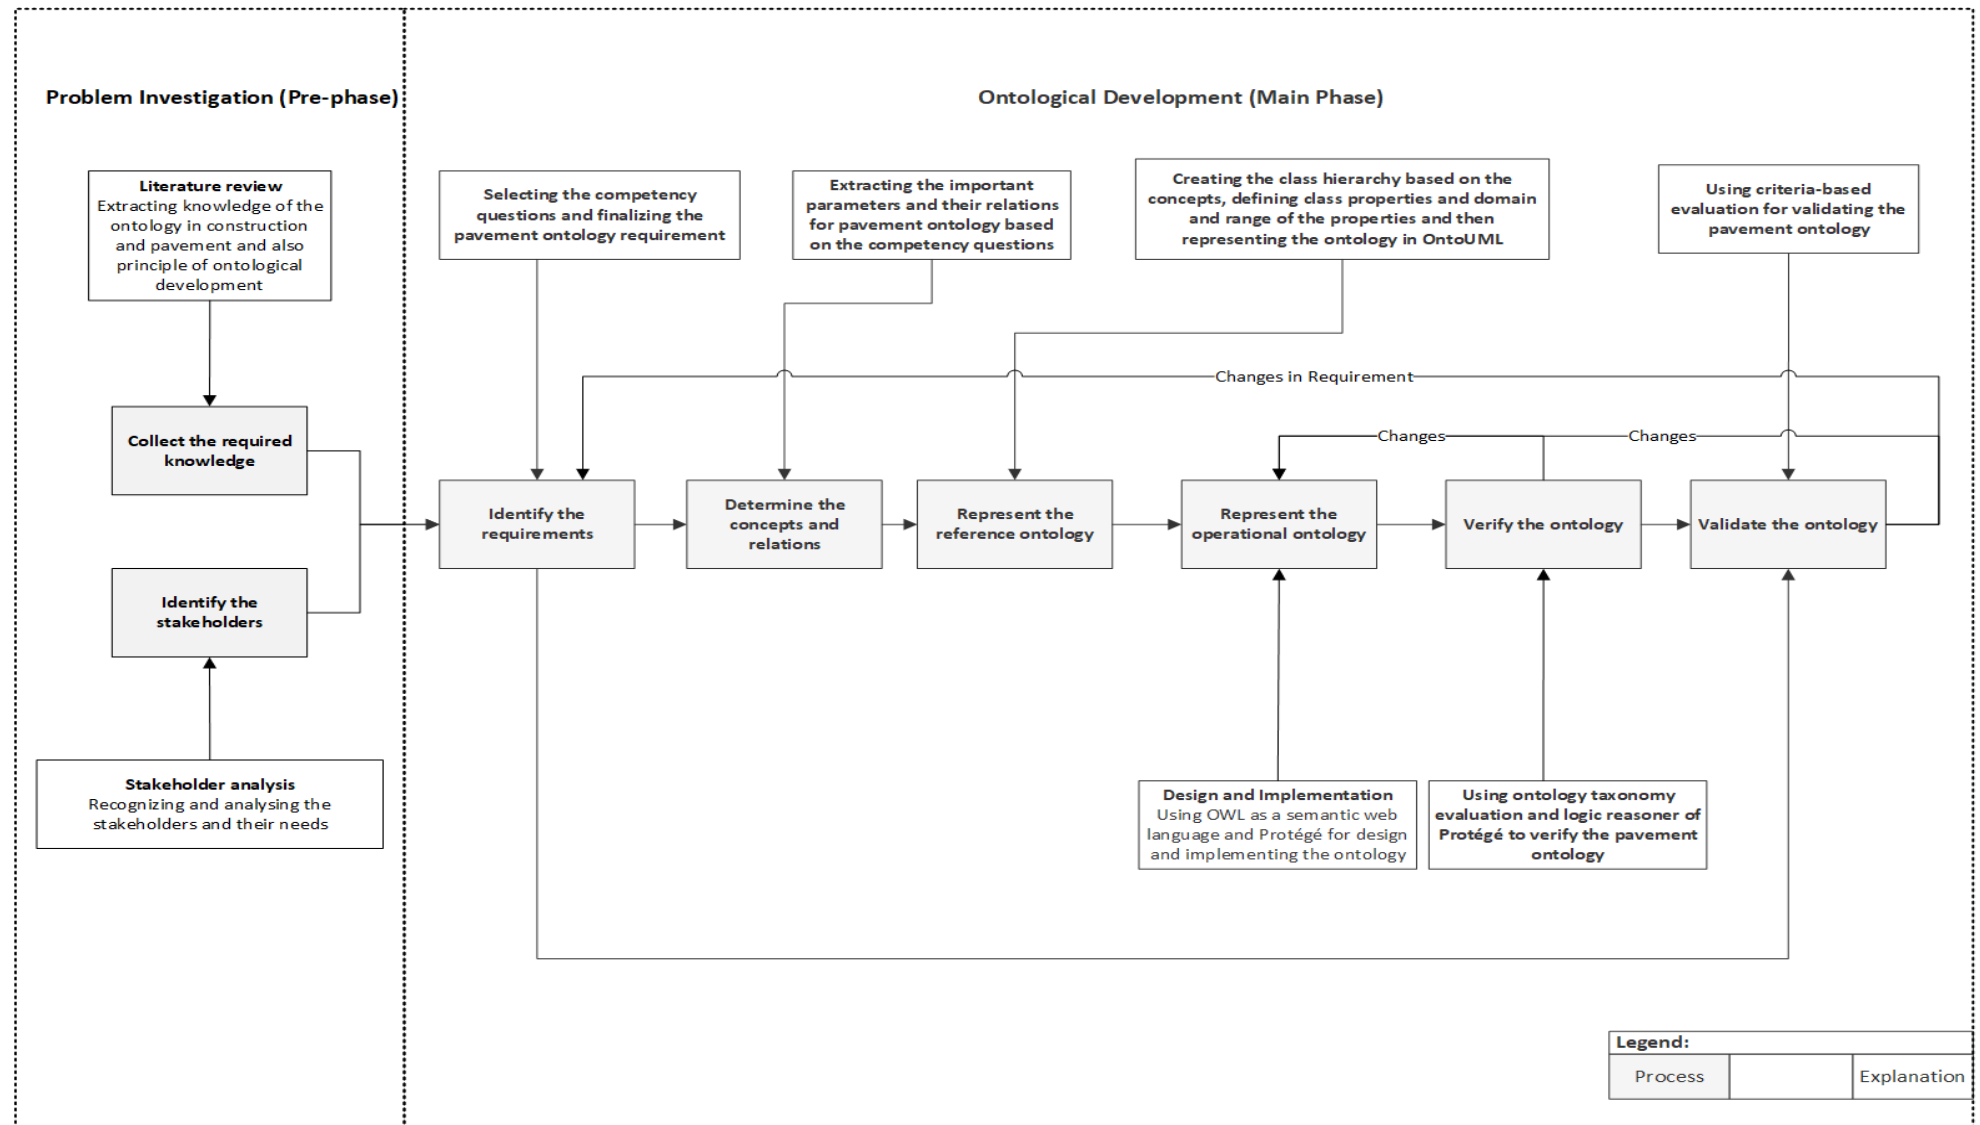 Problem Investigation (Pre-phase)
Ontological Development (Main Phase)
Literature review
Extracting knowledge of the
ontology in construction
and pavement and also
principle of ontological
development
Selecting the competency
questions and finalizing the
pavement ontology requirement
Extracting the important
parameters and their relations
for pavement ontology based
on the competency questions
Creating the class hierarchy based on the
concepts, defining class properties and domain
and range of the properties and then
representing the ontology in OntoUML
Using criteria-based
evaluation for validating the
pavement ontology
Changes in Requirement
Changes
Changes
Collect the required
knowledge
Identify the
stakeholders
Identify the
requirements
Determine the
concepts and
relations
Represent the
reference ontology
Represent the
operational ontology
Verify the ontology
Validate the ontology
Stakeholder analysis
Recognizing and analysing the
stakeholders and their needs
Design and Implementation
Using OWL as a semantic web
language and Protégé for design
and implementing the ontology
Using ontology taxonomy
evaluation and logic reasoner of
Protégé to verify the pavement
ontology
Legend:
Process
Explanation